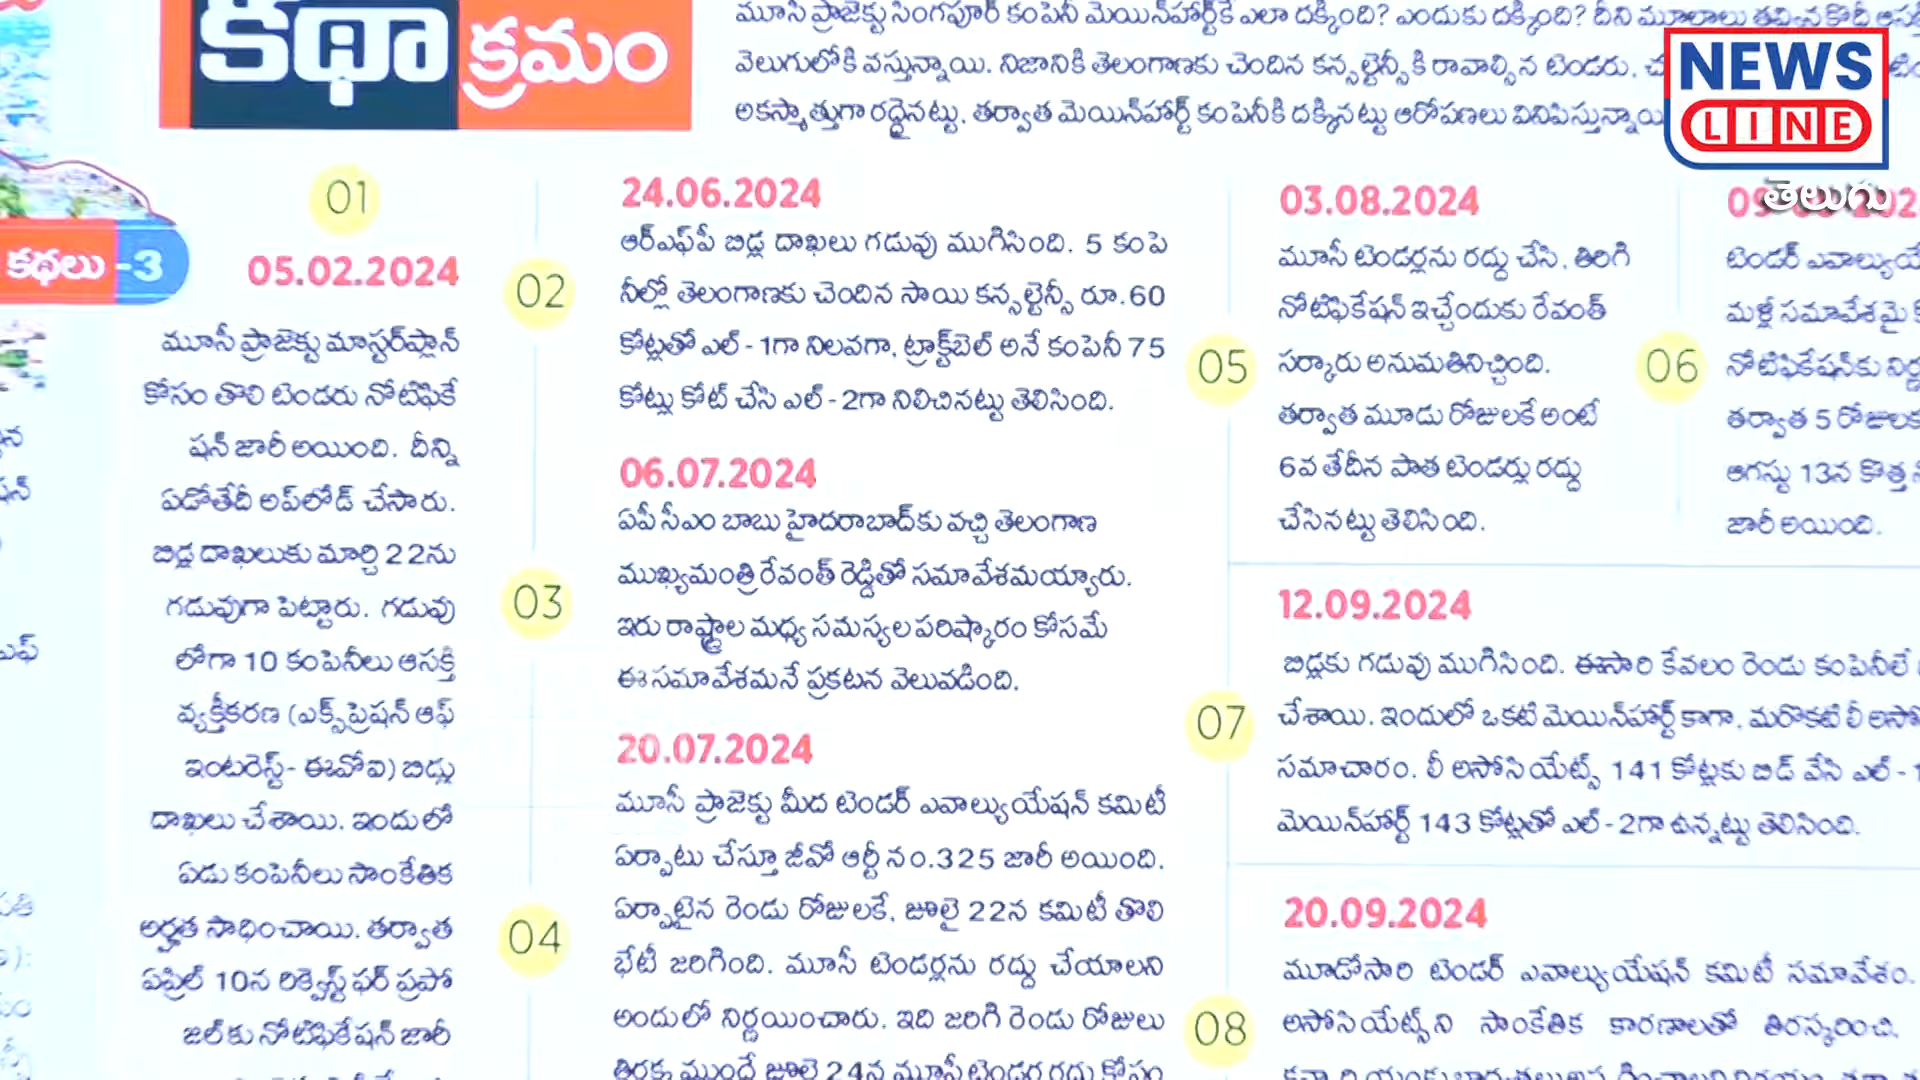 కథా క్రమం
మూసీ ప్రాజెక్టు సింగపూర్ కంపెనీ మెయిన్‌హార్ట్‌కే ఎలా దక్కింది? ఎందుకు దక్కింది? దీని మూలాలు తవ్విన కొద్దీ
వెలుగులోకి వస్తున్నాయి. నిజానికి తెలంగాణకు చెందిన కన్సల్టెన్సీకి రావాల్సిన టెండరు,
అకస్మాత్తుగా రద్దైనట్టు, తర్వాత మెయిన్‌హార్ట్ కంపెనీకి దక్కినట్టు ఆరోపణలు వినిపిస్తున్నాయి
NEWS
LINE
తెలుగు
కథలు -3
01
05.02.2024
మూసీ ప్రాజెక్టు మాస్టర్‌ప్లాన్
కోసం తొలి టెండరు నోటిఫికే
షన్ జారీ అయింది. దీన్ని
ఏడోతేదీ అప్‌లోడ్ చేసారు.
బిడ్ల దాఖలుకు మార్చి 22ను
గడువుగా పెట్టారు. గడువు
లోగా 10 కంపెనీలు ఆసక్తి
వ్యక్తీకరణ (ఎక్స్‌ప్రెషన్ ఆఫ్
ఇంటరెస్ట్- ఈవోఐ) బిడ్లు
దాఖలు చేశాయి. ఇందులో
ఏడు కంపెనీలు సాంకేతిక
అర్హత సాధించాయి. తర్వాత
ఏప్రిల్ 10న రిక్వెస్ట్ ఫర్ ప్రపో
జల్‌కు నోటిఫికేషన్ జారీ
02
24.06.2024
ఆర్ఎఫ్‌పీ బిడ్ల దాఖలు గడువు ముగిసింది. 5 కంపె
నీల్లో తెలంగాణకు చెందిన సాయి కన్సల్టెన్సీ రూ.60
కోట్లతో ఎల్-1గా నిలవగా, ట్రాక్ట్‌బెల్ అనే కంపెనీ 75
కోట్లు కోట్ చేసి ఎల్-2గా నిలిచినట్టు తెలిసింది.
03
06.07.2024
ఏపీ సీఎం బాబు హైదరాబాద్‌కు వచ్చి తెలంగాణ
ముఖ్యమంత్రి రేవంత్ రెడ్డితో సమావేశమయ్యారు.
ఇరు రాష్ట్రాల మధ్య సమస్యల పరిష్కారం కోసమే
ఈ సమావేశమనే ప్రకటన వెలువడింది.
04
20.07.2024
మూసీ ప్రాజెక్టు మీద టెండర్ ఎవాల్యుయేషన్ కమిటీ
ఏర్పాటు చేస్తూ జీవో ఆర్టీ నం.325 జారీ అయింది.
ఏర్పాటైన రెండు రోజులకే, జూలై 22న కమిటీ తొలి
భేటీ జరిగింది. మూసీ టెండర్లను రద్దు చేయాలని
అందులో నిర్ణయించారు. ఇది జరిగి రెండు రోజులు
తిరక్క ముందే జూలై 24న మూసీ టెండర్ల రద్దు కోసం
05
03.08.2024
మూసీ టెండర్లను రద్దు చేసి, తిరిగి
నోటిఫికేషన్ ఇచ్చేందుకు రేవంత్
సర్కారు అనుమతినిచ్చింది.
తర్వాత మూడు రోజులకే అంటే
6వ తేదీన పాత టెండర్లు రద్దు
చేసినట్టు తెలిసింది.
06
టెండర్
మళ్లీ సమావేశమై
నోటిఫికేషన్‌కు
తర్వాత 5
ఆగస్టు 13న కొత్త
జారీ అయింది.
07
12.09.2024
బిడ్లకు గడువు ముగిసింది. ఈసారి కేవలం రెండు కంపెనీలే
చేశాయి. ఇందులో ఒకటి మెయిన్‌హార్ట్ కాగా, మరొకటి లీ
సమాచారం. లీ అసోసియేట్స్ 141 కోట్లకు బిడ్ వేసి ఎల్-1
మెయిన్‌హార్ట్ 143 కోట్లతో ఎల్-2గా ఉన్నట్టు తెలిసింది.
08
20.09.2024
మూడోసారి టెండర్ ఎవాల్యుయేషన్ కమిటీ సమావేశం.
అసోసియేట్స్‌ని సాంకేతిక కారణాలతో తిరస్కరించి,